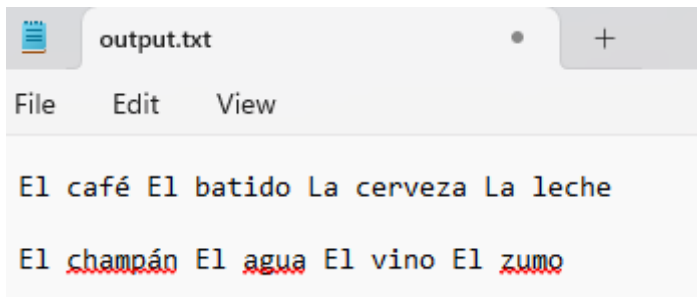 output.txt
File Edit View
El café El batido La cerveza La leche
El champán El agua El vino El zumo